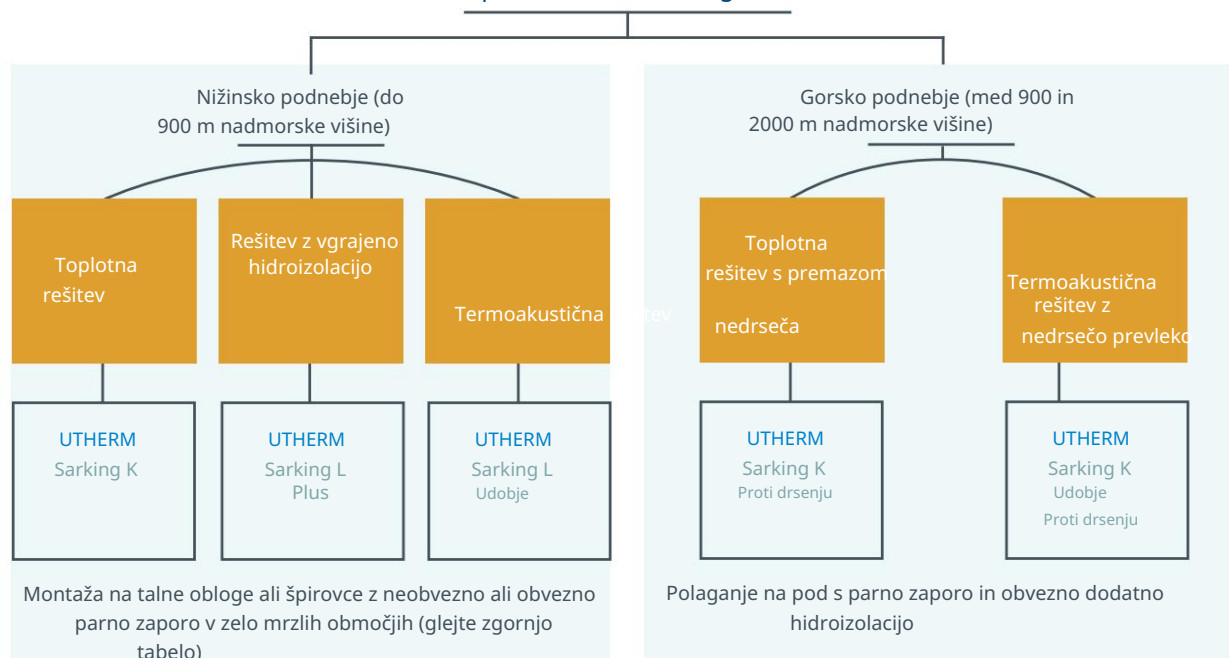 Nižinsko podnebje (do
900 m nadmorske višine)
Gorsko podnebje (med 900 in
2000 m nadmorske višine)
Toplotna
rešitev
Rešitev z vgrajeno
hidroizolacijo
Termoakustična
Toplotna
rešitev s premazom
nedrseča
Termoakustična
rešitev z
nedrsečo prevleko
UTHERM
Sarking K
UTHERM
Sarking L
Plus
UTHERM
Sarking L
Udobje
UTHERM
Sarking K
Proti drsenju
UTHERM
Sarking K
Udobje
Proti drsenju
Montaža na talne obloge ali špirovce z neobvezno ali obvezno
parno zaporo v zelo mrzlih območjih (glejte zgornjo
tabelo)
Polaganje na pod s parno zaporo in obvezno dodatno
hidroizolacijo